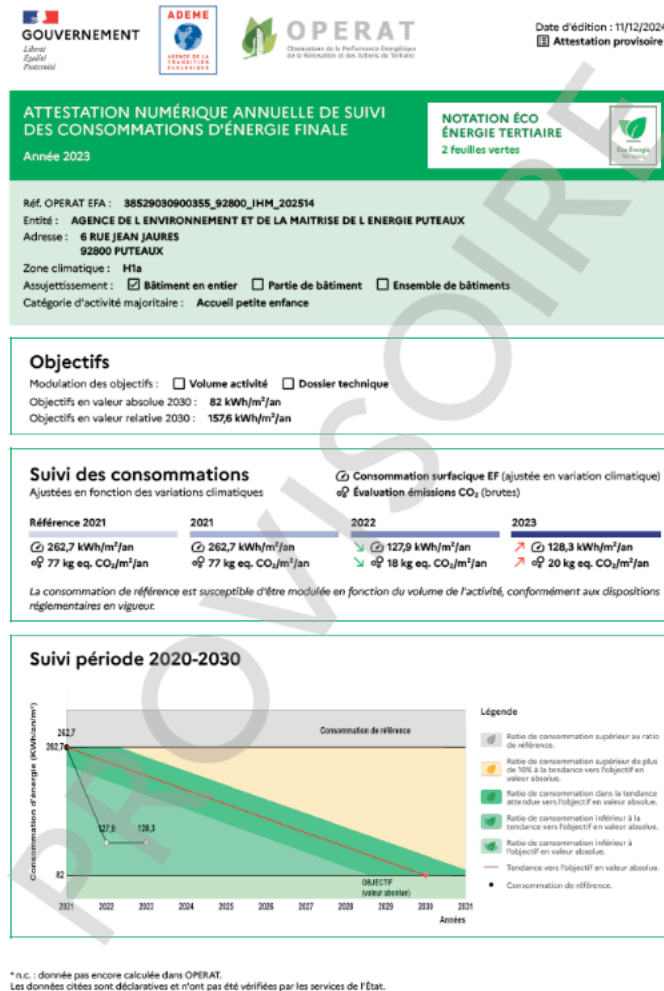 GOUVERNEMENT
Liberté
Égalité
Fraternité
ADEME
AGENCE DE LA
TRANSITION
ÉCOLOGIQUE
OPERAT
Observatoire de la Performance Energétique
de la Rénovation et des Actions du Tertiaire
Date d'édition : 11/12/2024
Attestation provisoire
ATTESTATION NUMÉRIQUE ANNUELLE DE SUIVI
DES CONSOMMATIONS D'ÉNERGIE FINALE
Année 2023
NOTATION ÉCO
ÉNERGIE TERTIAIRE
2 feuilles vertes
Éco Énergie
Tertiaire
Réf. OPERAT EFA : 38529030900355_92800_IHM_202514
Entité : AGENCE DE L ENVIRONNEMENT ET DE LA MAITRISE DE L ENERGIE PUTEAUX
Adresse : 6 RUE JEAN JAURES
92800 PUTEAUX
Zone climatique : H1a
Assujettissement : ☑ Bâtiment en entier ☐ Partie de bâtiment ☐ Ensemble de bâtiments
Catégorie d'activité majoritaire : Accueil petite enfance
Objectifs
Modulation des objectifs : ☐ Volume activité ☐ Dossier technique
Objectifs en valeur absolue 2030 : 82 kWh/m²/an
Objectifs en valeur relative 2030 : 157,6 kWh/m²/an
Suivi des consommations
Ajustées en fonction des variations climatiques
Consommation surfacique EF (ajustée en variation climatique)
Évaluation émissions CO₂ (brutes)
Référence 2021 2021 2022 2023
262,7 kWh/m²/an 262,7 kWh/m²/an 127,9 kWh/m²/an 128,3 kWh/m²/an
77 kg eq. CO₂/m²/an 77 kg eq. CO₂/m²/an 18 kg eq. CO₂/m²/an 20 kg eq. CO₂/m²/an
La consommation de référence est susceptible d'être modulée en fonction du volume de l'activité, conformément aux dispositions
réglementaires en vigueur.
Suivi période 2020-2030
Consommation d'énergie (KWh/an/m²)
262,7
262,7
Consommation de référence
127,9 128,3
82
OBJECTIF
(valeur absolue)
2021 2022 2023 2024 2025 2026 2027 2028 2029 2030 2031
Années
Légende
Ratio de consommation supérieur au ratio
de référence.
Ratio de consommation supérieur de plus
de 10% à la tendance vers l'objectif en
valeur absolue.
Ratio de consommation dans la tendance
attendue vers l'objectif en valeur absolue.
Ratio de consommation inférieur à la
tendance vers l'objectif en valeur absolue.
Ratio de consommation inférieur à
l'objectif en valeur absolue.
Tendance vers l'objectif en valeur absolue.
Consommation de référence.
* n.c. : donnée pas encore calculée dans OPERAT.
Les données citées sont déclaratives et n'ont pas été vérifiées par les services de l'État.
PROVISOIRE